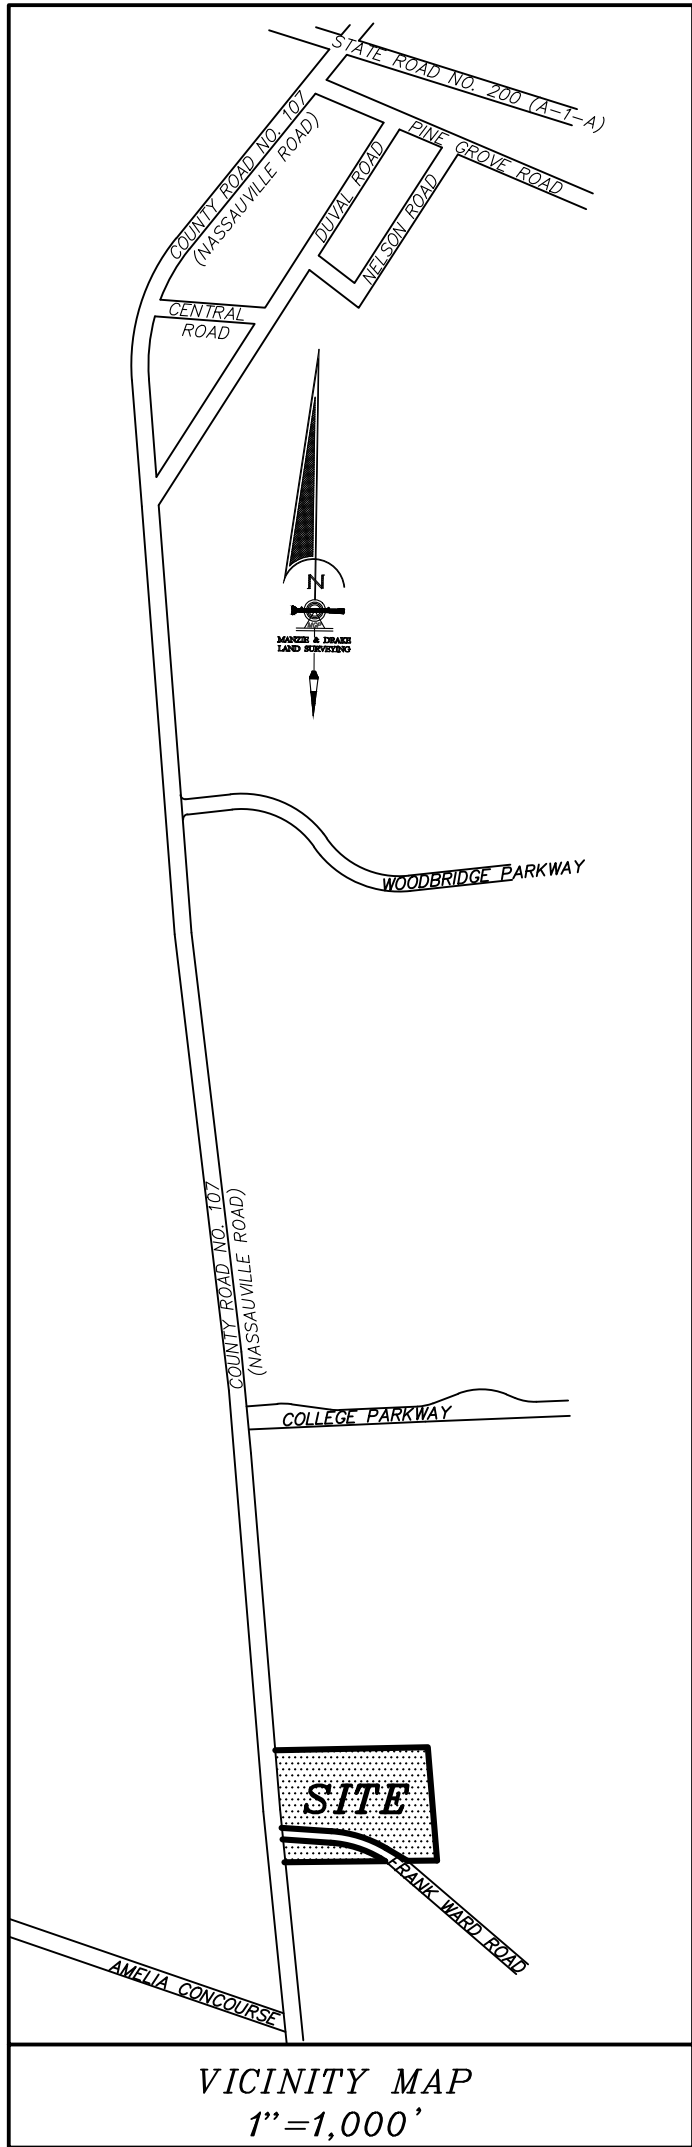 STATE ROAD NO. 200 (A-1-A)
COUNTY ROAD NO. 107
(NASSAUVILLE ROAD)
PINE GROVE ROAD
DUVAL ROAD
NELSON ROAD
CENTRAL
ROAD
N
MANZIE & DRAKE
LAND SURVEYING
WOODBRIDGE PARKWAY
COUNTY ROAD NO. 107
(NASSAUVILLE ROAD)
COLLEGE PARKWAY
SITE
FRANK WARD ROAD
AMELIA CONCOURSE
VICINITY MAP
1"=1,000'